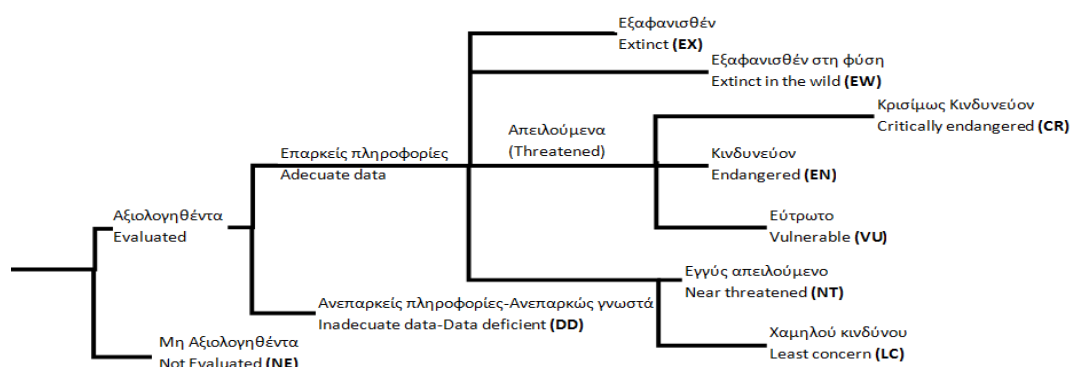 Εξαφανισθέν
Extinct (EX)
Εξαφανισθέν στη φύση
Extinct in the wild (EW)
Κρισίμως Κινδυνεύον
Critically endangered (CR)
Απειλούμενα
(Threatened)
Επαρκείς πληροφορίες
Adecuate data
Κινδυνεύον
Endangered (EN)
Αξιολογηθέντα
Evaluated
Εύτρωτο
Vulnerable (VU)
Εγγύς απειλούμενο
Near threatened (NT)
Ανεπαρκείς πληροφορίες-Ανεπαρκώς γνωστά
Inadecuate data-Data deficient (DD)
Χαμηλού κινδύνου
Least concern (LC)
Μη Αξιολογηθέντα
Not Evaluated (NE)